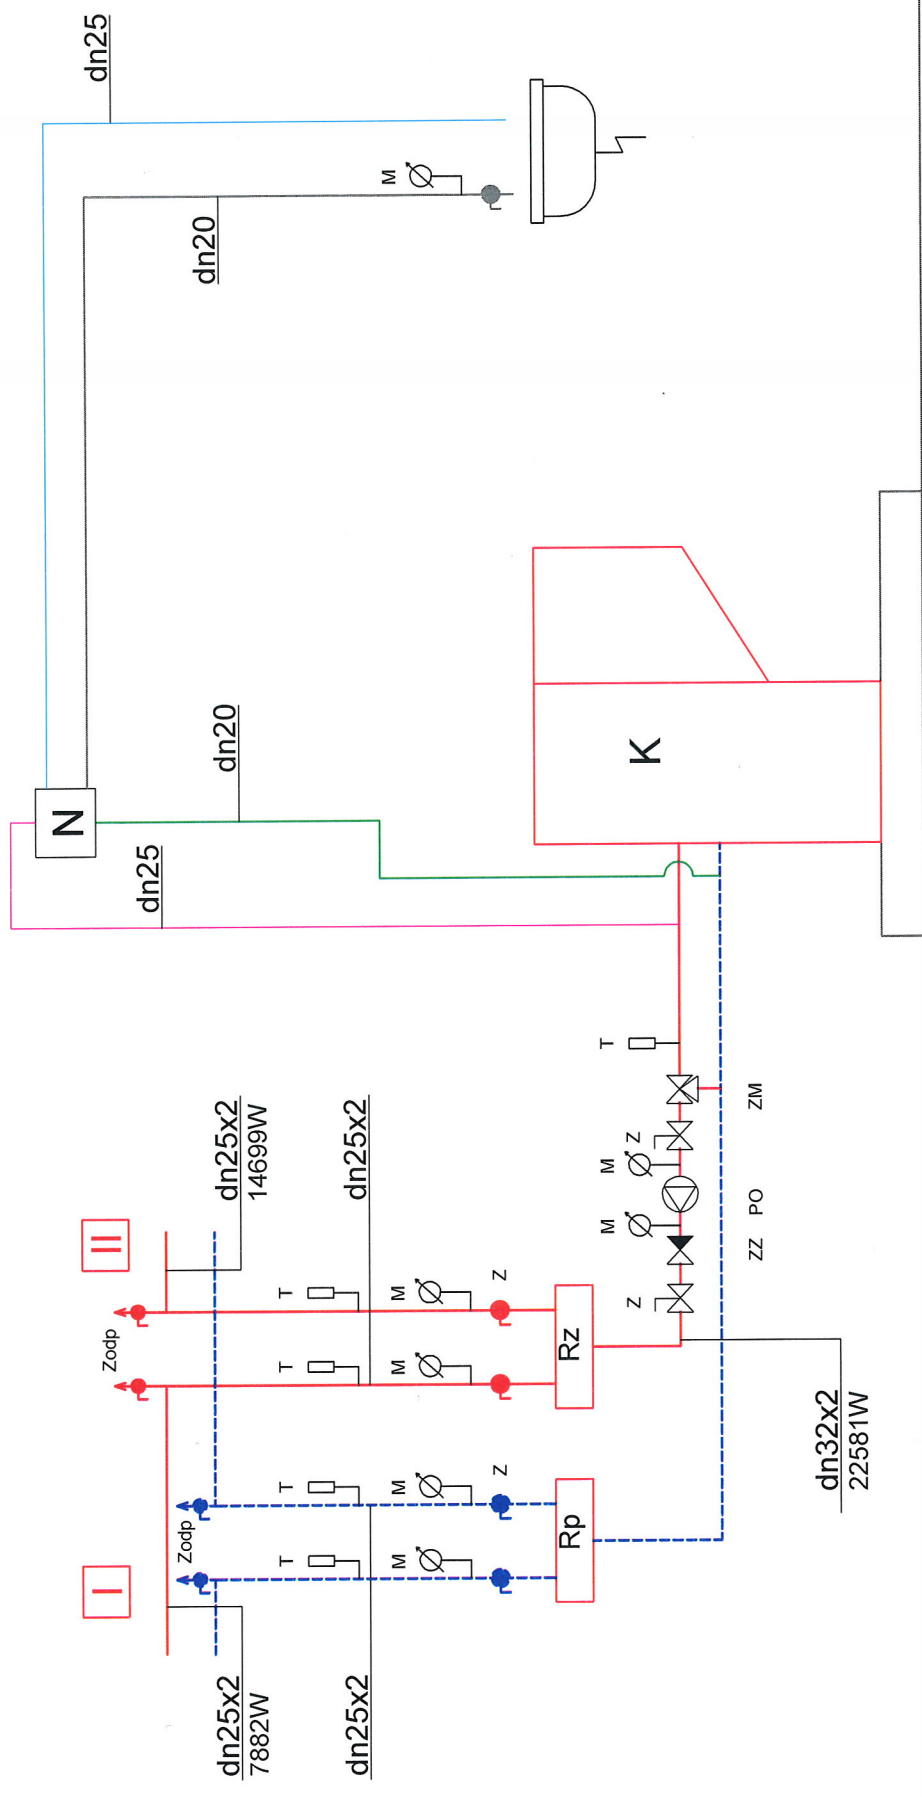 dn25
M
dn20
N
dn20
dn25
K
T
ZM
Z
M
PO
M
ZZ
Z
II
dn25x2
14699W
dn25x2
Zodp
T
M
Z
T
M
Rz
dn32x2
22581W
I
Zodp
T
M
Z
T
M
Rp
dn25x2
7882W
dn25x2